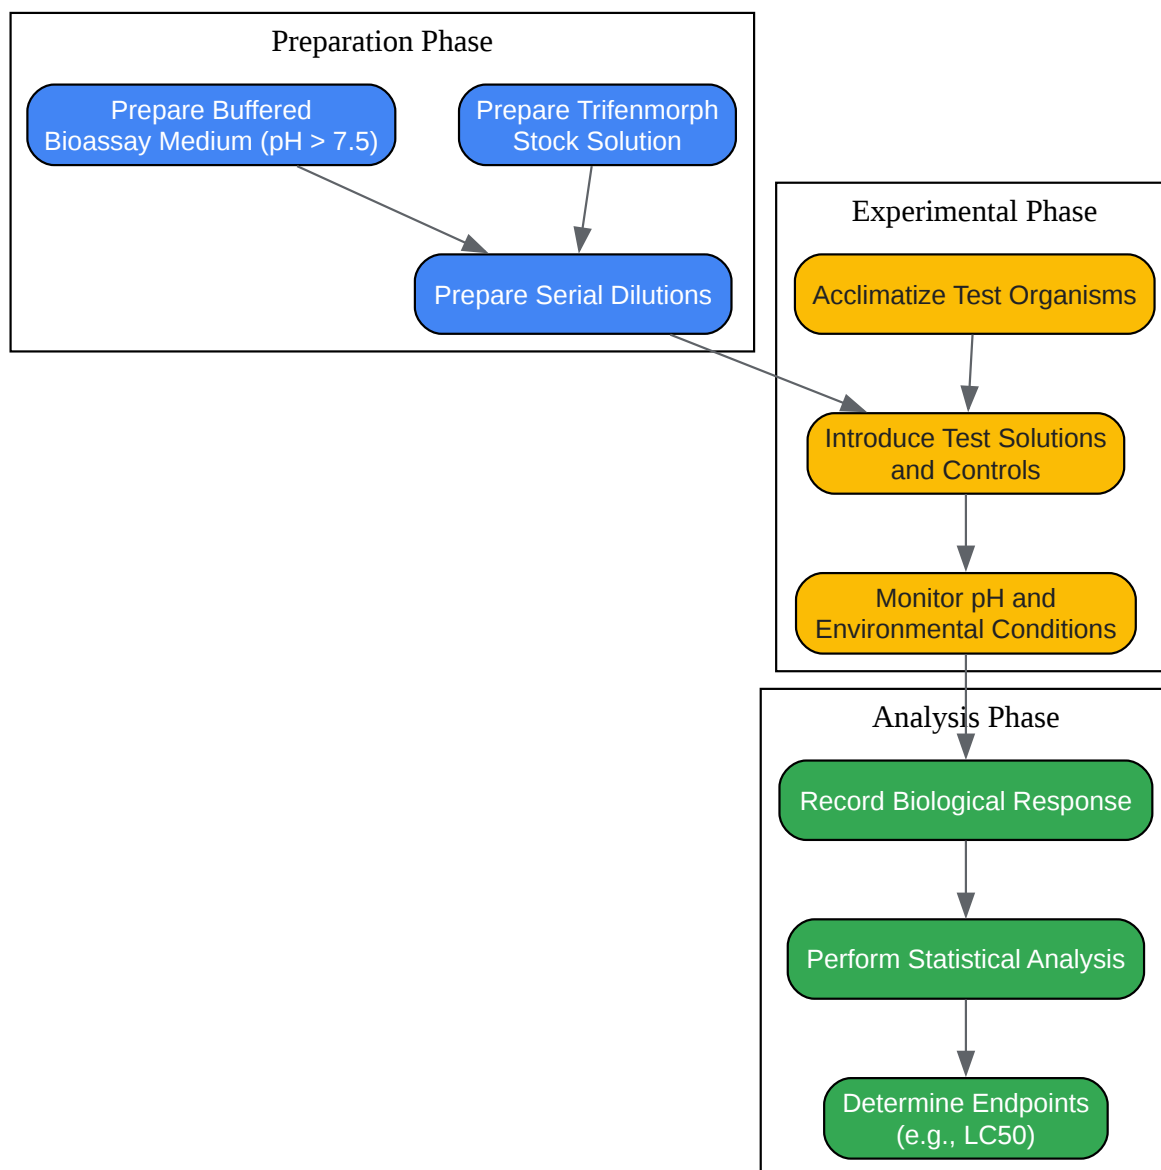 Preparation Phase
Prepare Buffered
Bioassay Medium (pH > 7.5)
Prepare Trifenmorph
Stock Solution
Prepare Serial Dilutions
Experimental Phase
Acclimatize Test Organisms
Introduce Test Solutions
and Controls
Monitor pH and
Environmental Conditions
Analysis Phase
Record Biological Response
Perform Statistical Analysis
Determine Endpoints
(e.g., LC50)